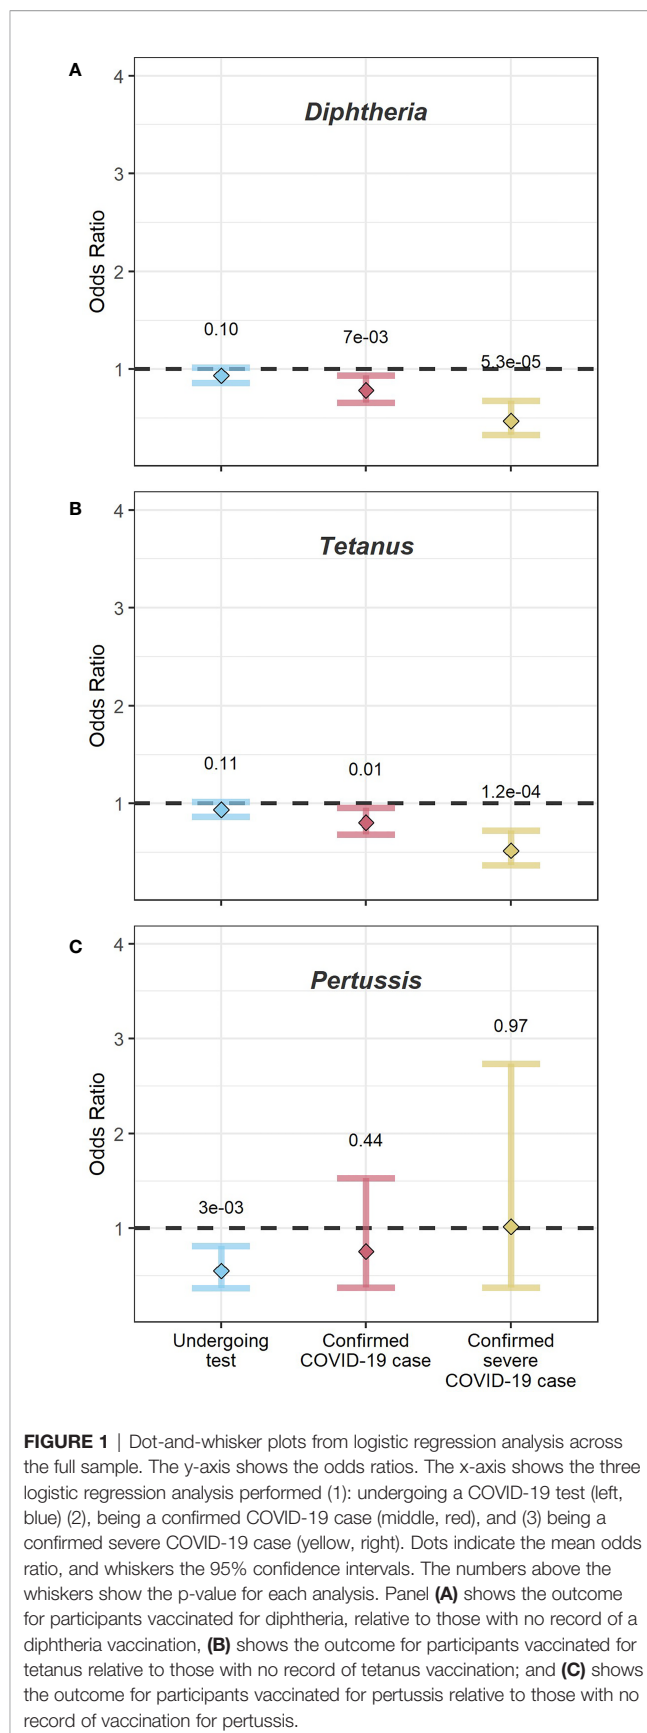 A
Diphtheria
4
3
2
1
Odds Ratio
0.10
7e-03
5.3e-05
B
Tetanus
4
3
2
1
Odds Ratio
0.11
0.01
1.2e-04
C
Pertussis
4
3
2
1
Odds Ratio
3e-03
0.44
0.97
Undergoing
test
Confirmed
COVID-19 case
Confirmed
severe
COVID-19 case
FIGURE 1 | Dot-and-whisker plots from logistic regression analysis across
the full sample. The y-axis shows the odds ratios. The x-axis shows the three
logistic regression analysis performed (1): undergoing a COVID-19 test (left,
blue) (2), being a confirmed COVID-19 case (middle, red), and (3) being a
confirmed severe COVID-19 case (yellow, right). Dots indicate the mean odds
ratio, and whiskers the 95% confidence intervals. The numbers above the
whiskers show the p-value for each analysis. Panel (A) shows the outcome
for participants vaccinated for diphtheria, relative to those with no record of a
diphtheria vaccination, (B) shows the outcome for participants vaccinated for
tetanus relative to those with no record of tetanus vaccination; and (C) shows
the outcome for participants vaccinated for pertussis relative to those with no
record of vaccination for pertussis.